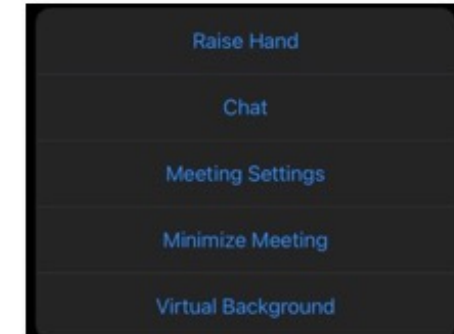 Raise Hand
Chat
Meeting Settings
Minimize Meeting
Virtual Background